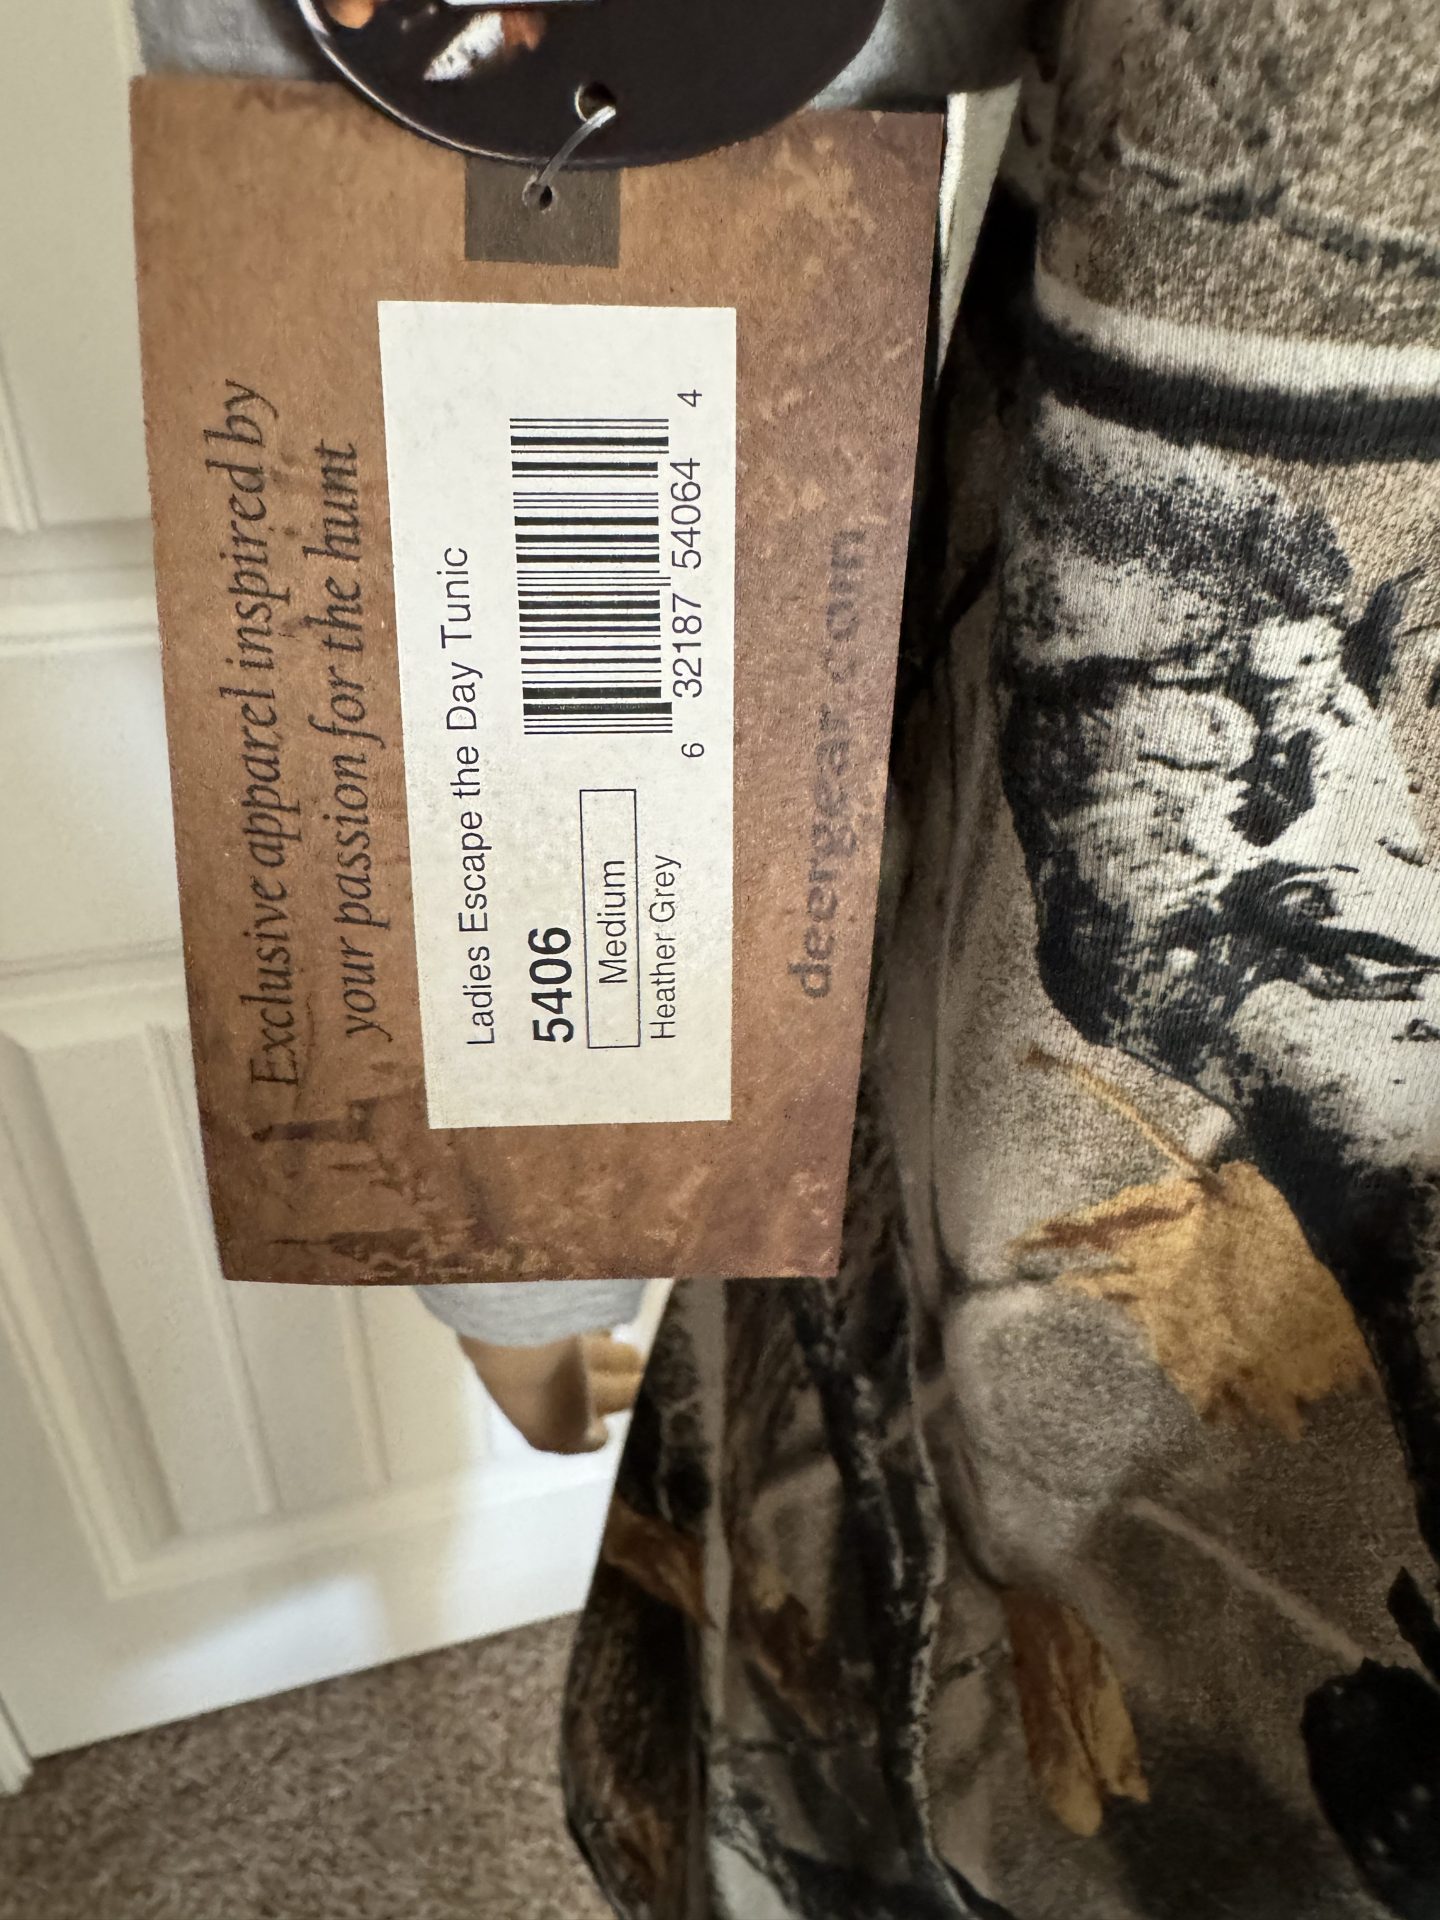 Exclusive apparel inspired by
your passion for the hunt
Ladies Escape the Day Tunic
5406
Medium
Heather Grey
6 32187 54064 4
deergear.com